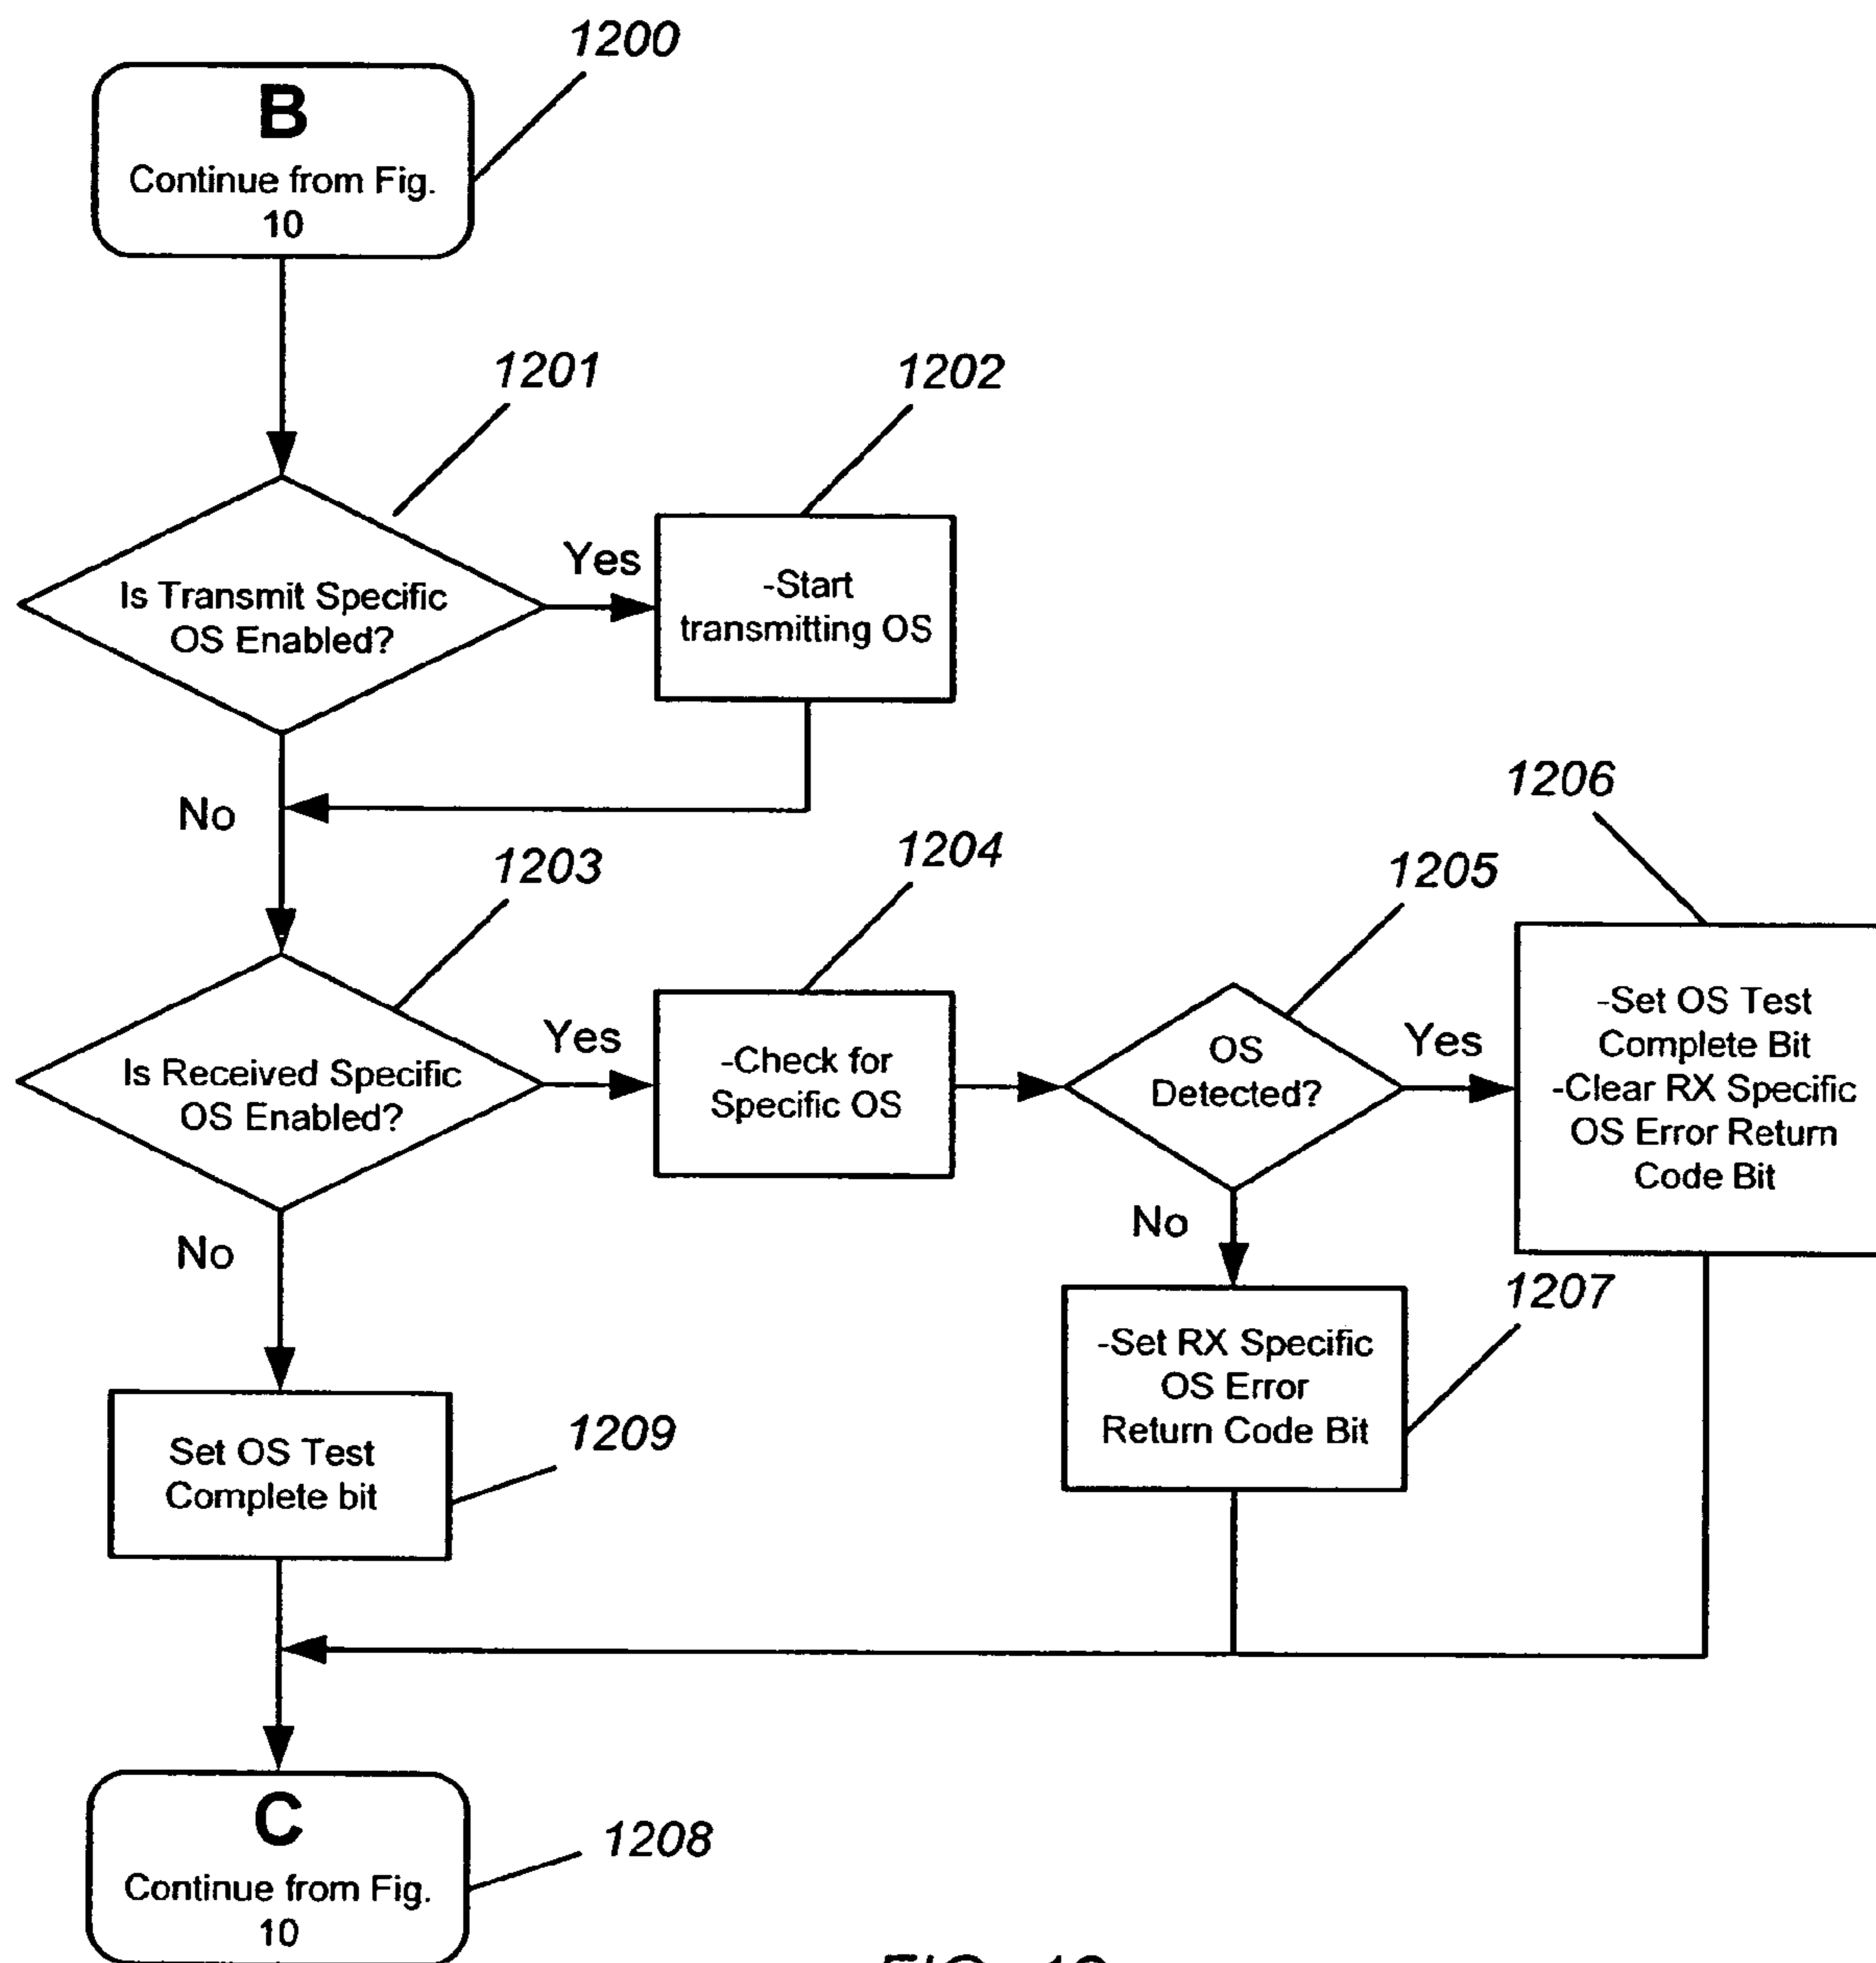 1200
B
Continue from Fig.
10
1201
1202
Is Transmit Specific
OS Enabled?
Yes
-Start
transmitting OS
No
1203
1204
1205
1206
Is Received Specific
OS Enabled?
Yes
-Check for
Specific OS
OS
Detected?
Yes
-Set OS Test
Complete Bit
-Clear RX Specific
OS Error Return
Code Bit
No
No
1207
-Set RX Specific
OS Error
Return Code Bit
Set OS Test
Complete bit
1209
C
Continue from Fig.
10
1208